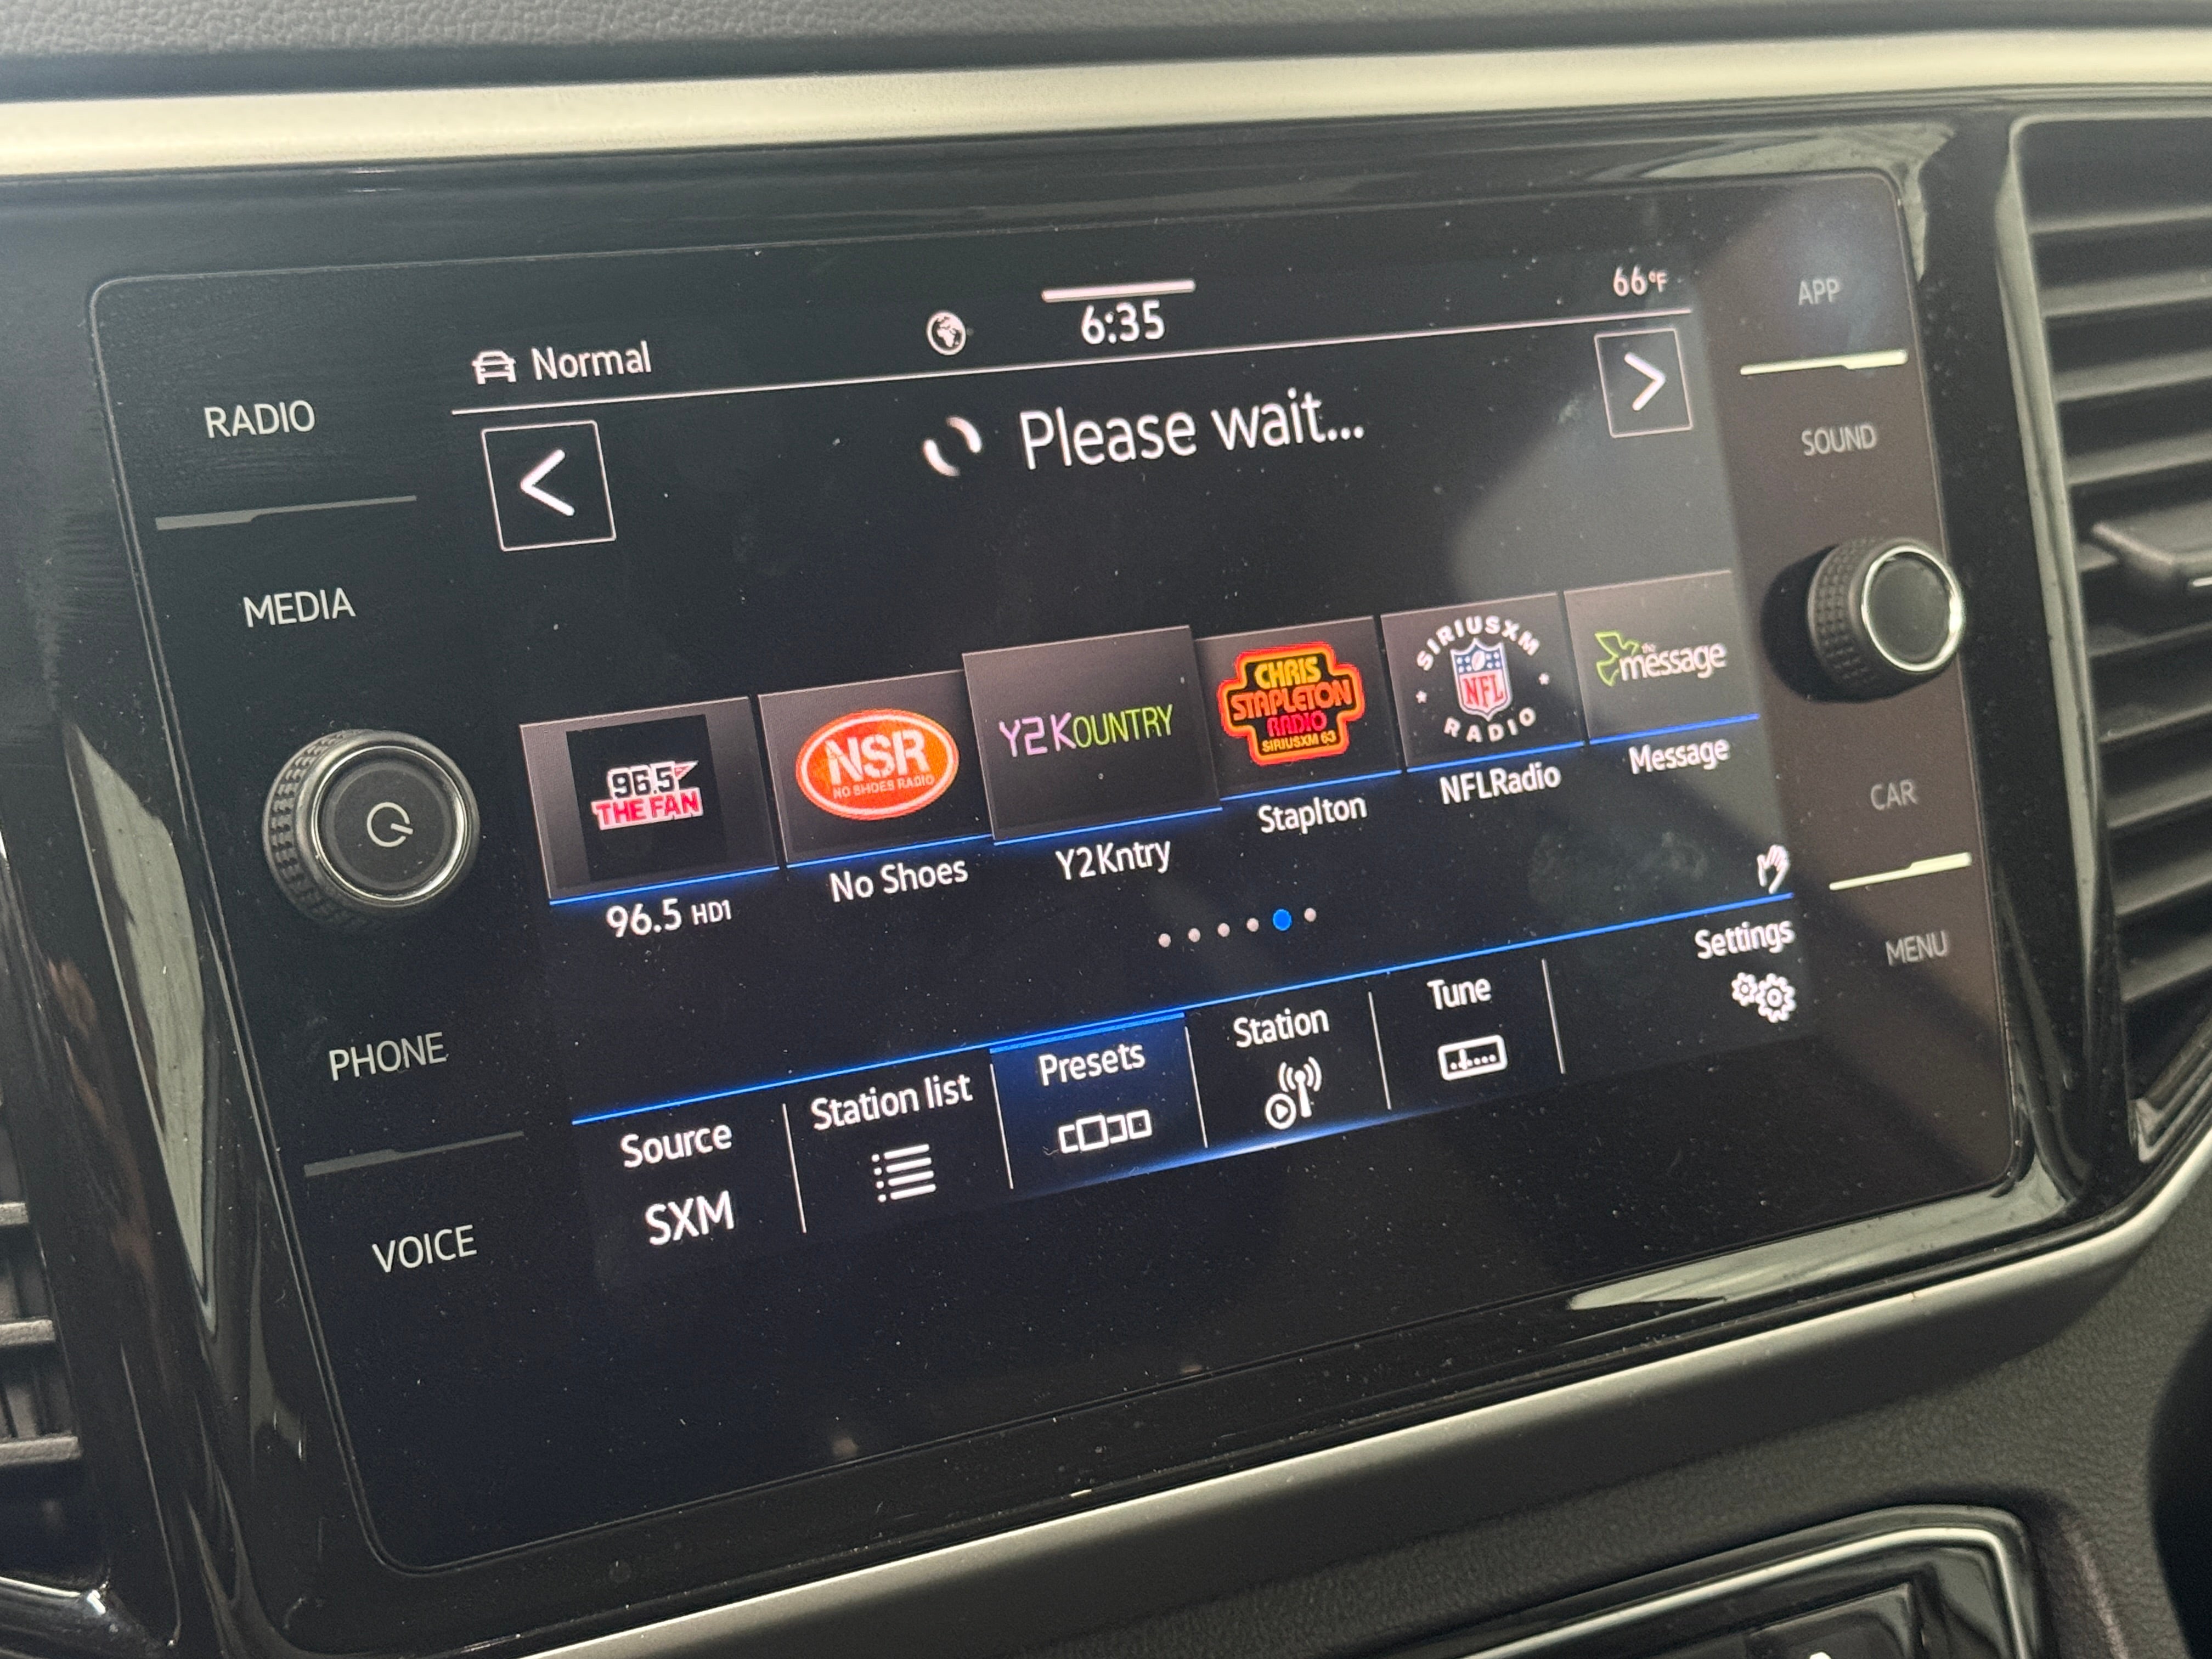 Normal
6:35
66°F
Please wait...
RADIO
MEDIA
PHONE
VOICE
APP
SOUND
CAR
MENU
96.5
THE FAN
96.5 HD1
NSR
NO SHOES RADIO
No Shoes
Y2KOUNTRY
Y2Kntry
CHRIS
STAPLETON
RADIO
SIRIUSXM 63
Staplton
SIRIUSXM
NFL
RADIO
NFLRadio
the
message
Message
Source
SXM
Station list
Presets
Station
Tune
Settings